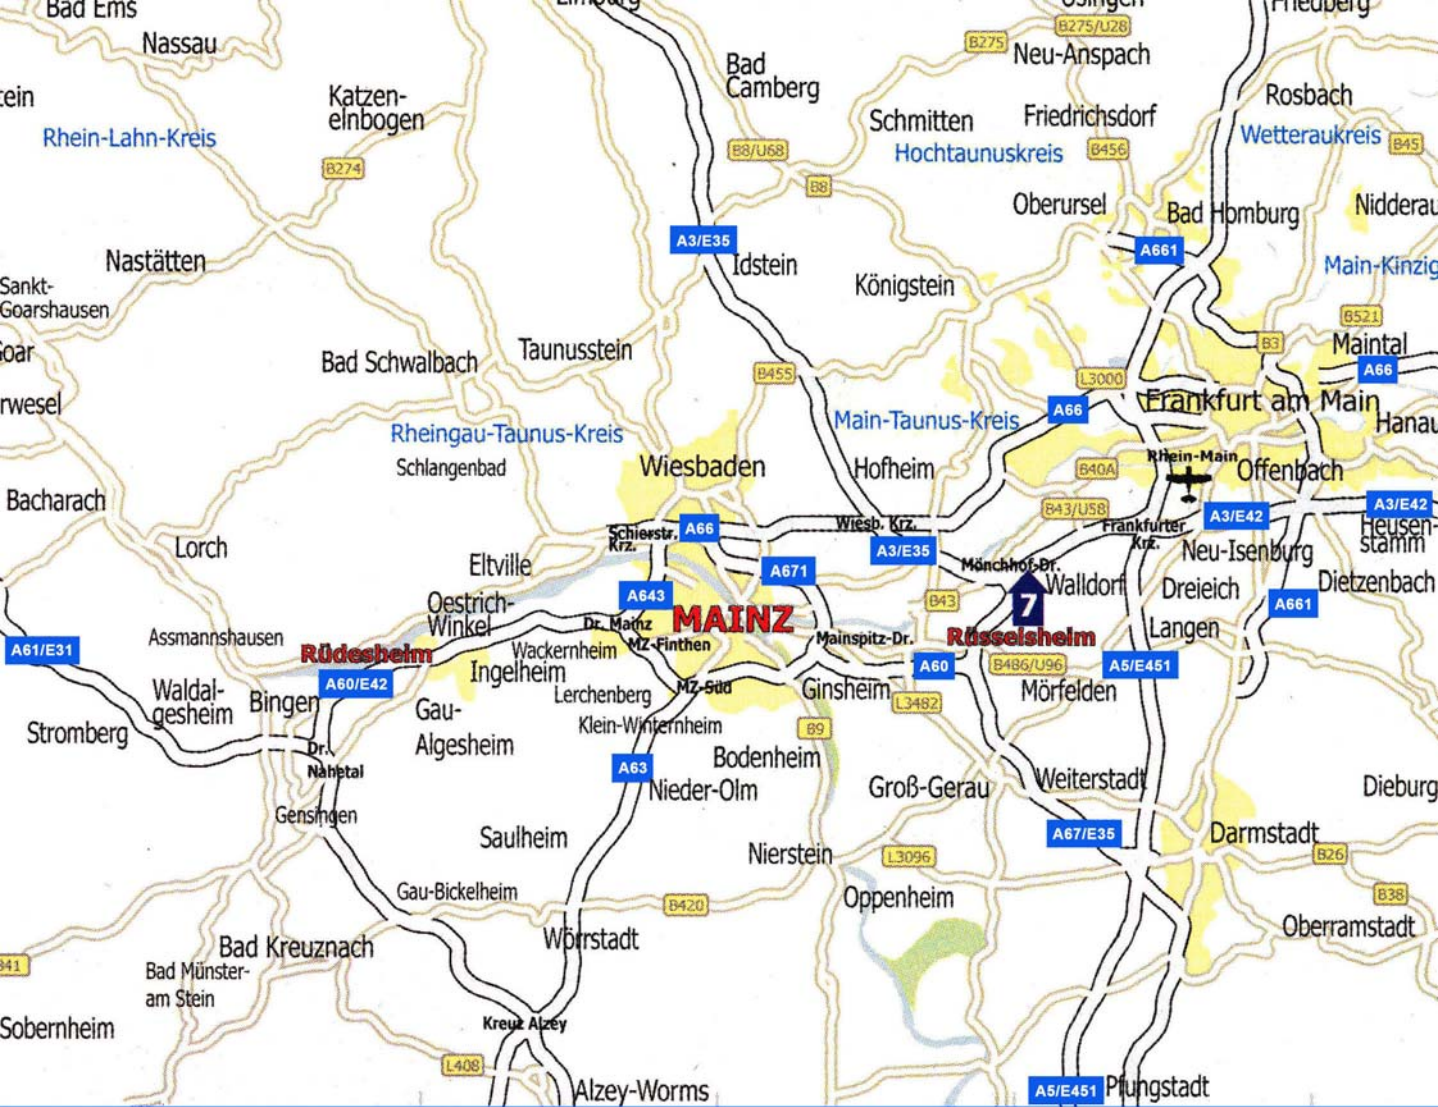 Bad Ems
Limburg
Usingen
Friedberg
Nassau
B275/U28
B275
Neu-Anspach
Bad
Camberg
tein
Katzen-
elnbogen
Rosbach
Schmitten
Friedrichsdorf
Rhein-Lahn-Kreis
Wetteraukreis
B45
B8/U68
Hochtaunuskreis
B456
B274
B8
Oberursel
Bad Homburg
Nidderau
A3/E35
A661
Nastätten
Idstein
Main-Kinzig
Sankt-
Goarshausen
Königstein
B521
Goar
Bad Schwalbach
Taunusstein
B3
Maintal
A66
B455
L3000
rwesel
A66
Frankfurt am Main
Rheingau-Taunus-Kreis
Main-Taunus-Kreis
Hanau
Schlangenbad
Wiesbaden
Hofheim
B40A
Rhein-Main
Offenbach
Bacharach
B43/U58
A3/E42
A3/E42
Lorch
Schierstr.
Krz.
A66
Wiesb. Krz.
A3/E35
Frankfurter
Krz.
Heusen-
stamm
Neu-Isenburg
Eltville
A671
Mönchhof-Dr.
Walldorf
Dreieich
Dietzenbach
Oestrich-
Winkel
A643
B43
7
A661
Assmannshausen
Dr. Mainz
MAINZ
Mainspitz-Dr.
Rüsselsheim
Langen
A61/E31
Rüdesheim
Wackernheim
MZ-Finthen
A60
B486/U96
A5/E451
A60/E42
Ingelheim
Waldal-
gesheim
Bingen
Lerchenberg
MZ-Süd
Ginsheim
L3482
Mörfelden
Gau-
Algesheim
Klein-Winternheim
B9
Stromberg
Dr.
Nahetal
A63
Bodenheim
Nieder-Olm
Groß-Gerau
Weiterstadt
Dieburg
Gensingen
Saulheim
A67/E35
Darmstadt
Nierstein
L3096
B26
Gau-Bickelheim
B420
Oppenheim
B38
Bad Kreuznach
Wörrstadt
Oberramstadt
B41
Bad Münster-
am Stein
Sobernheim
Kreuz Alzey
L408
Alzey-Worms
A5/E451
Pfungstadt